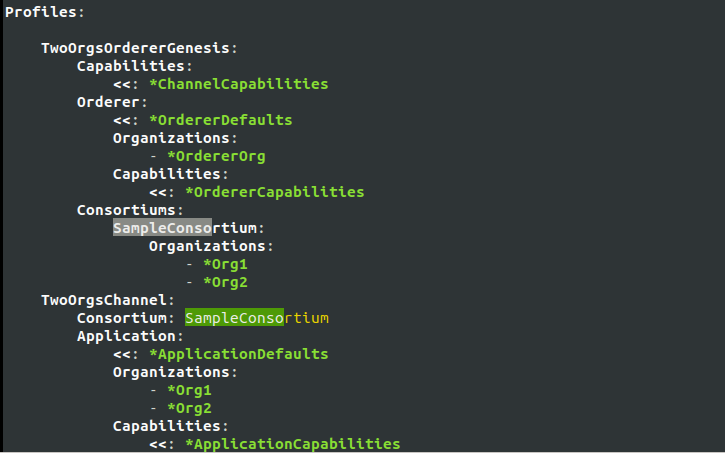 Profiles:
TwoOrgsOrdererGenesis:
Capabilities:
<<: *ChannelCapabilities
Orderer:
<<: *OrdererDefaults
Organizations:
- *OrdererOrg
Capabilities:
<<: *OrdererCapabilities
Consortiums:
SampleConsortium:
Organizations:
- *Org1
- *Org2
TwoOrgsChannel:
Consortium: SampleConsortium
Application:
<<: *ApplicationDefaults
Organizations:
- *Org1
- *Org2
Capabilities:
<<: *ApplicationCapabilities